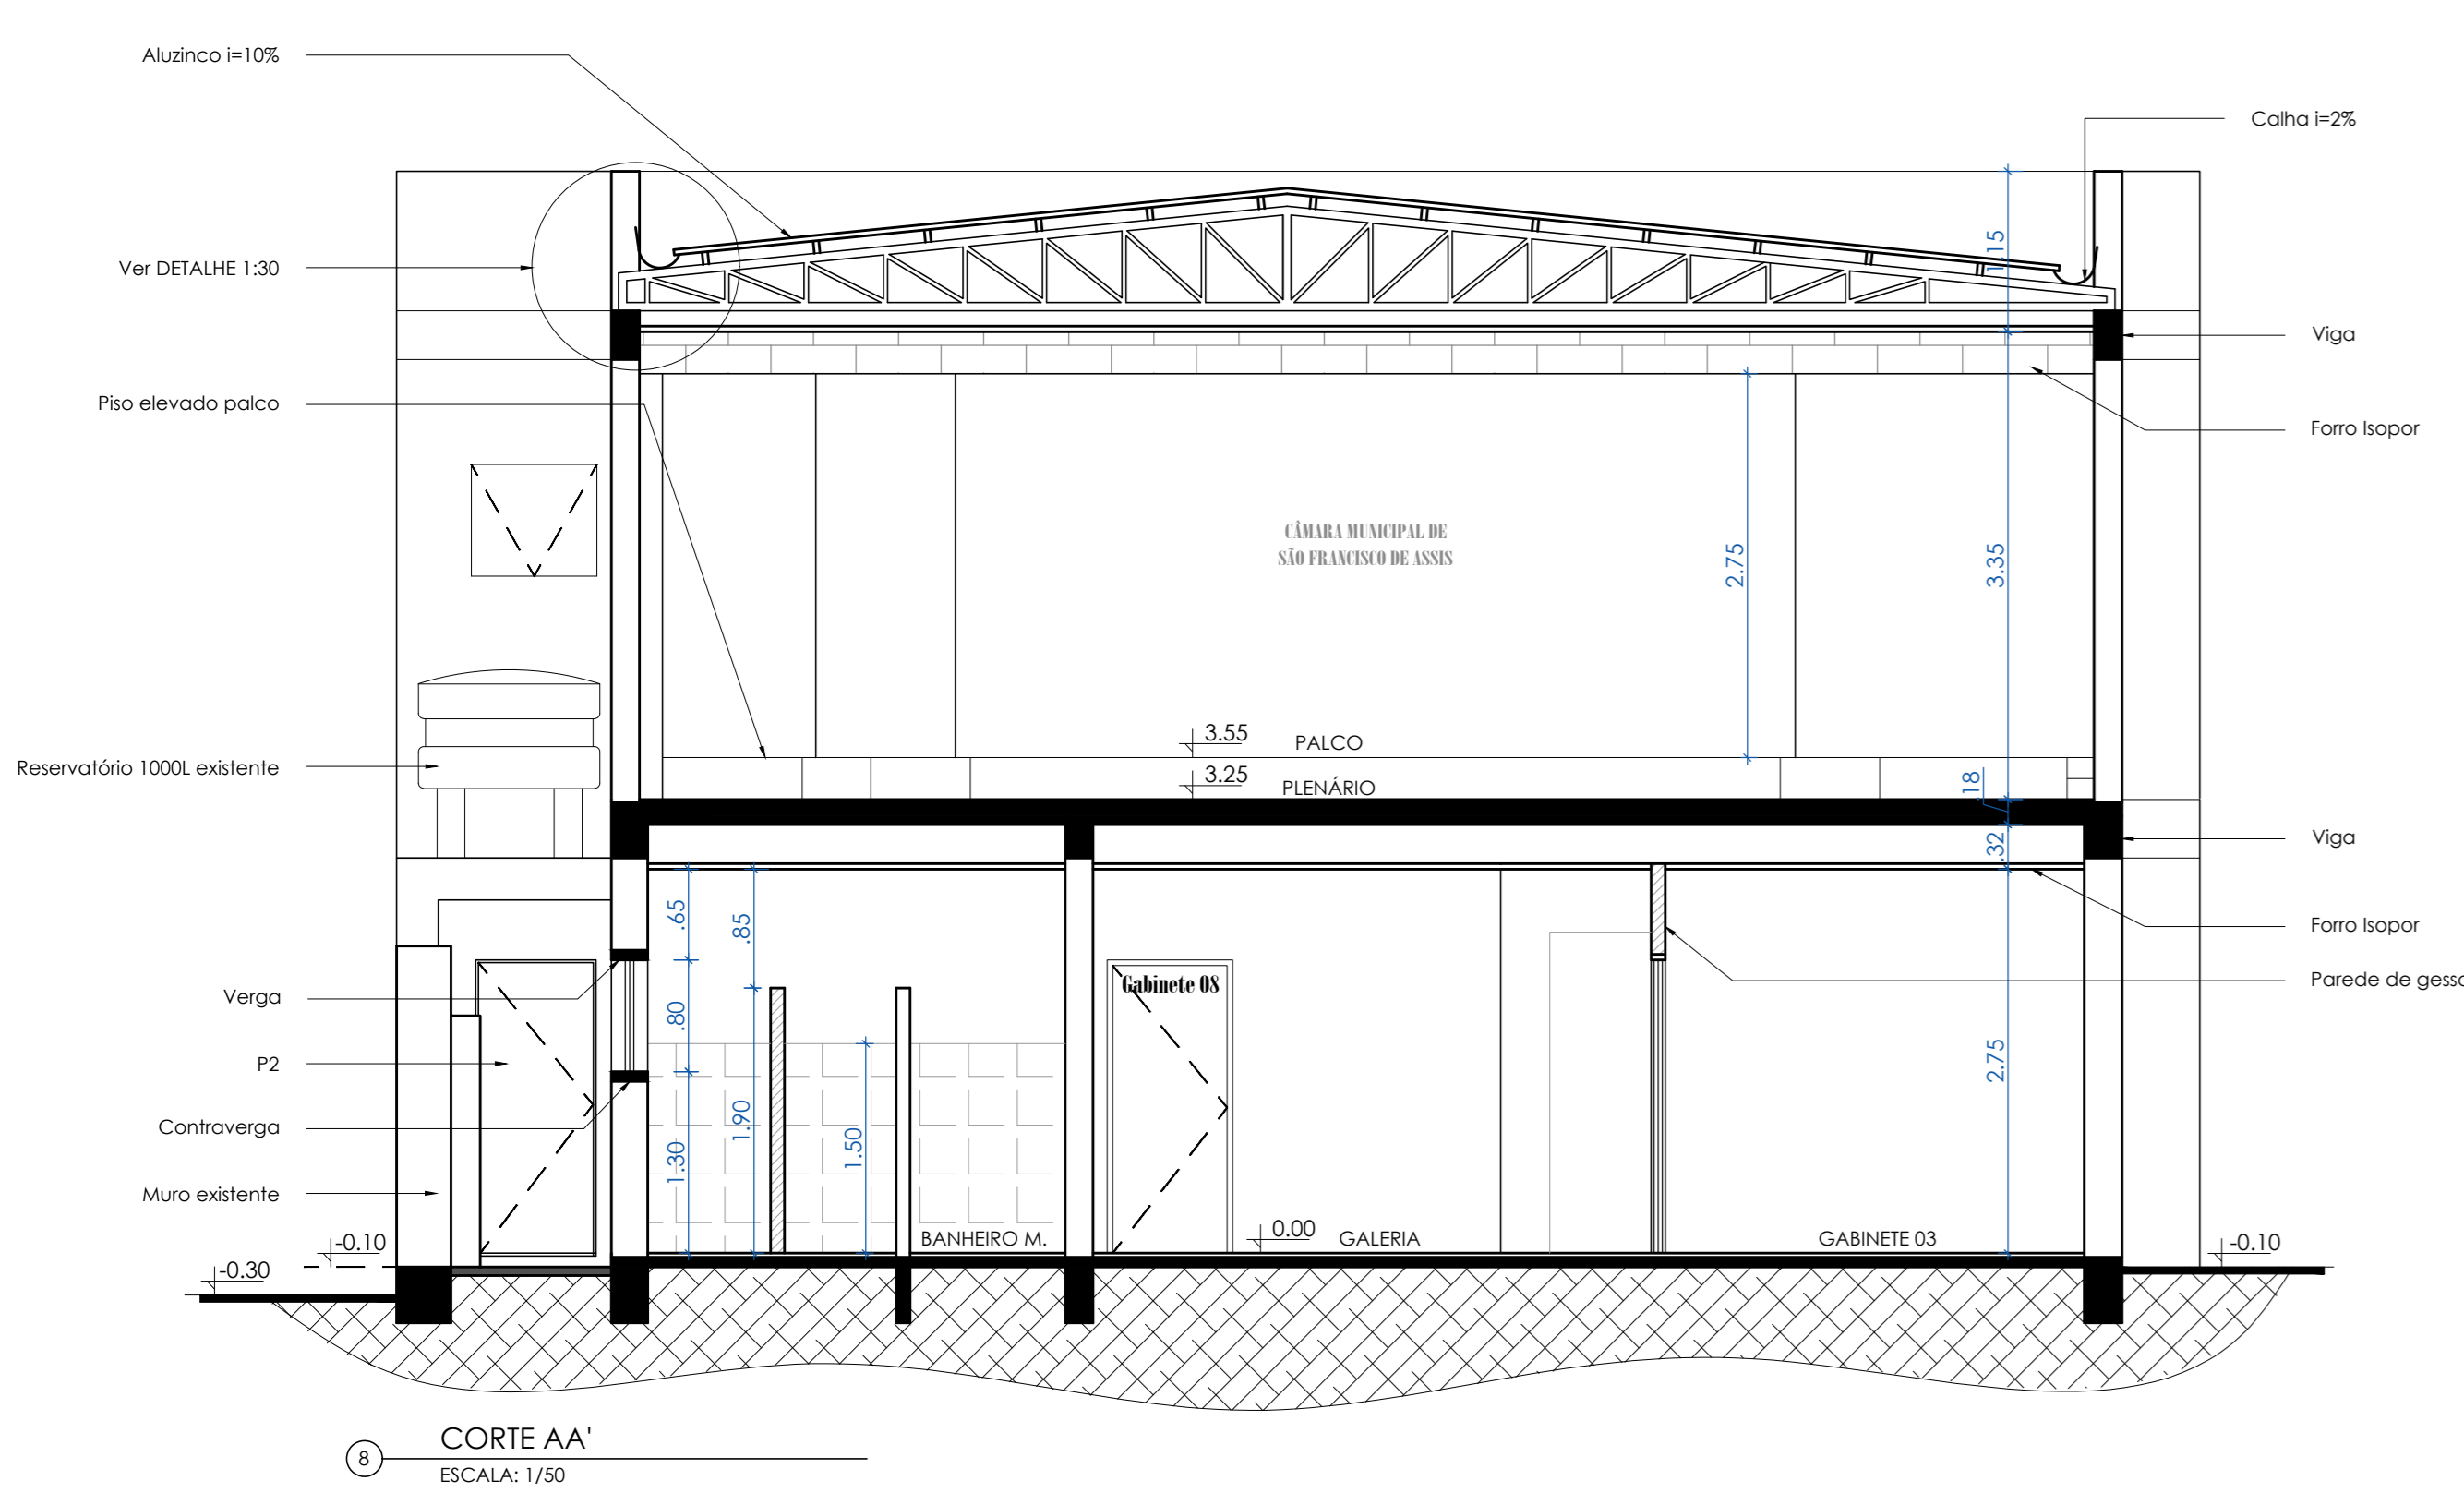 Aluzinco i=10%
Calha i=2%
1.15
Ver DETALHE 1:30
Viga
Piso elevado palco
Forro Isopor
CÂMARA MUNICIPAL DE
SÃO FRANCISCO DE ASSIS
2.75
3.35
3.55
PALCO
Reservatório 1000L existente
3.25
PLENÁRIO
.18
.32
Viga
.65
.85
Forro Isopor
Parede de gesso
Verga
Gabinete 08
.80
P2
2.75
Contraverga
1.90
1.50
1.30
Muro existente
BANHEIRO M.
0.00
GALERIA
GABINETE 03
-0.10
-0.10
-0.30
8
CORTE AA'
ESCALA: 1/50